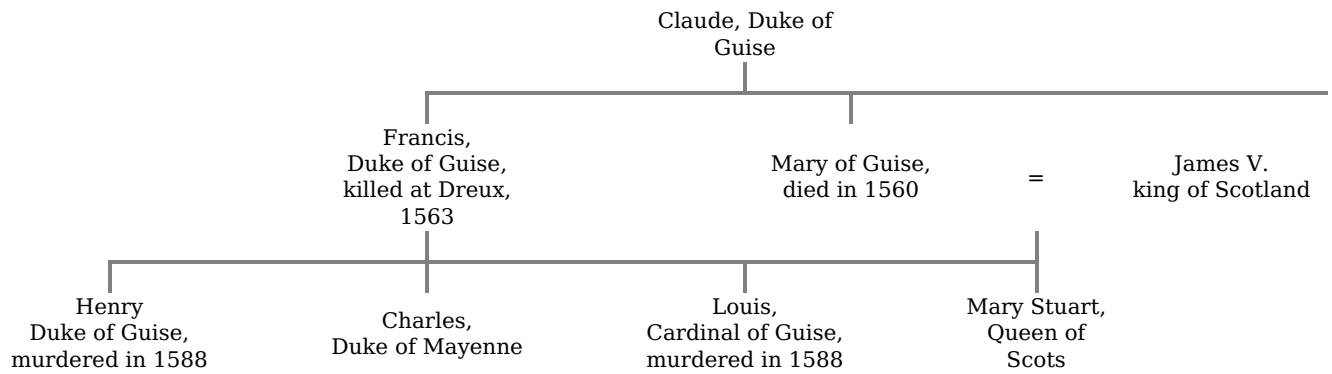 Claude, Duke of
Guise
Francis,
Duke of Guise,
killed at Dreux,
1563
Mary of Guise,
died in 1560
=
James V.
king of Scotland
Henry
Duke of Guise,
murdered in 1588
Charles,
Duke of Mayenne
Louis,
Cardinal of Guise,
murdered in 1588
Mary Stuart,
Queen of
Scots